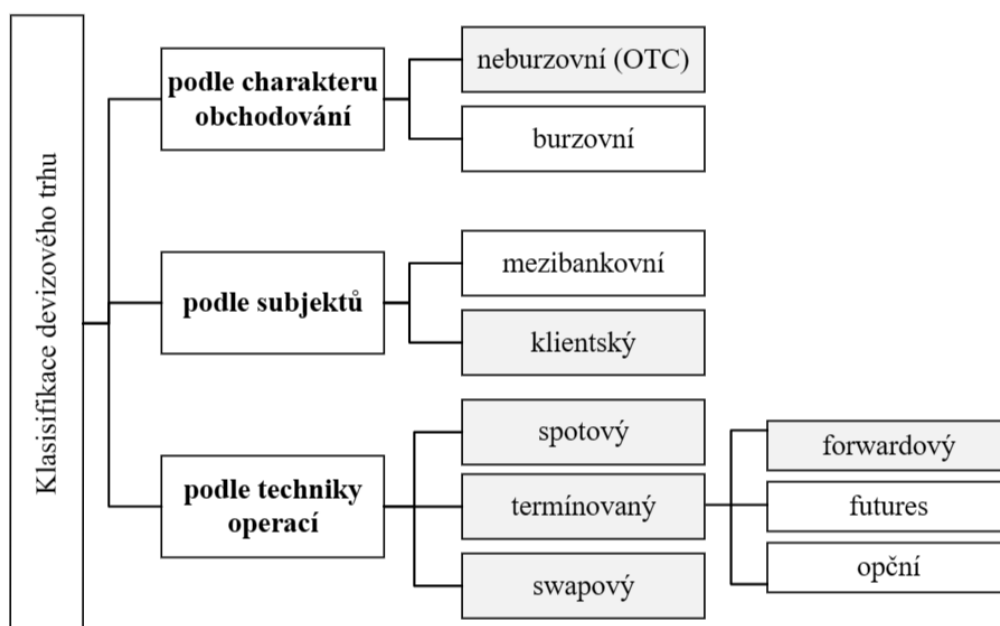 Klasisifikace devizového trhu
podle charakteru
obchodování
neburzovní (OTC)
burzovní
podle subjektů
mezibankovní
klientský
podle techniky
operací
spotový
termínovaný
swapový
forwardový
futures
opční